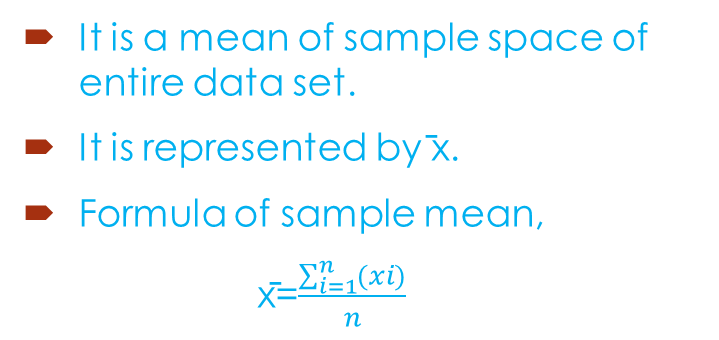 It is a mean of sample space of
entire data set.
It is represented by x̄.
Formula of sample mean,
x̄=∑ⁿᵢ₌₁(xi)/n